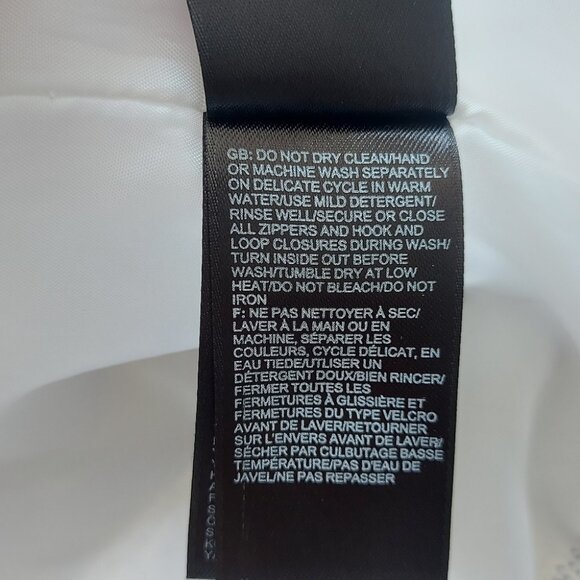 GB: DO NOT DRY CLEAN/HAND
OR MACHINE WASH SEPARATELY
ON DELICATE CYCLE IN WARM
WATER/USE MILD DETERGENT/
RINSE WELL/SECURE OR CLOSE
ALL ZIPPERS AND HOOK AND
LOOP CLOSURES DURING WASH/
TURN INSIDE OUT BEFORE
WASH/TUMBLE DRY AT LOW
HEAT/DO NOT BLEACH/DO NOT
IRON
F: NE PAS NETTOYER À SEC/
LAVER À LA MAIN OU EN
MACHINE, SÉPARER LES
COULEURS, CYCLE DÉLICAT, EN
EAU TIEDE/UTILISER UN
DÉTERGENT DOUX/BIEN RINCER/
FERMER TOUTES LES
FERMETURES À GLISSIÈRE ET
FERMETURES DU TYPE VELCRO
AVANT DE LAVER/RETOURNER
SUR L'ENVERS AVANT DE LAVER/
SÉCHER PAR CULBUTAGE BASSE
TEMPÉRATURE/PAS D'EAU DE
JAVEL/NE PAS REPASSER